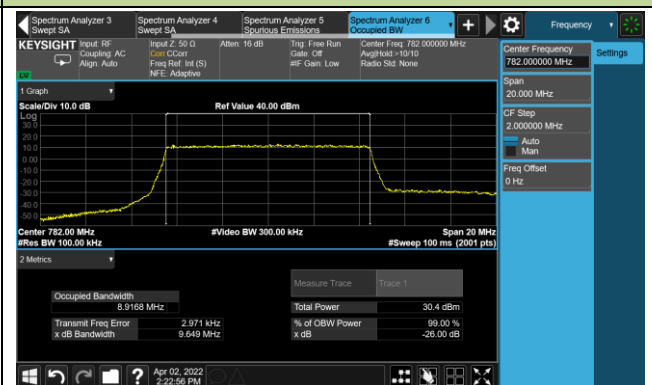 Spectrum Analyzer 3
Swept SA
Spectrum Analyzer 4
Swept SA
Spectrum Analyzer 5
Spurious Emissions
Spectrum Analyzer 6
Occupied BW
Frequency
KEYSIGHT
Input: RF
Coupling: AC
Align: Auto
Input Z: 50 Ω
Corr CCorr
Freq Ref: Int (S)
NFE: Adaptive
Atten: 16 dB
Trig: Free Run
Gate: Off
#IF Gain: Low
Center Freq: 782.000000 MHz
Avg|Hold:>10/10
Radio Std: None
LXI
Center Frequency
782.000000 MHz
Settings
Span
20.000 MHz
CF Step
2.000000 MHz
Auto
Man
Freq Offset
0 Hz
1 Graph
Scale/Div 10.0 dB
Ref Value 40.00 dBm
Log
30.0
20.0
10.0
0.00
-10.0
-20.0
-30.0
-40.0
-50.0
Center 782.00 MHz
#Video BW 300.00 kHz
Span 20 MHz
#Res BW 100.00 kHz
#Sweep 100 ms (2001 pts)
2 Metrics
Measure Trace
Trace 1
Occupied Bandwidth
8.9168 MHz
Total Power
30.4 dBm
Transmit Freq Error
2.971 kHz
% of OBW Power
99.00 %
x dB Bandwidth
9.649 MHz
x dB
-26.00 dB
?
Apr 02, 2022
2:22:56 PM